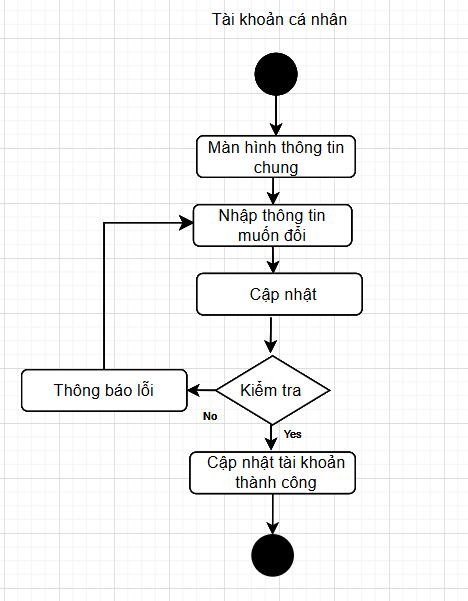 Tài khoản cá nhân
Màn hình thông tin
chung
Nhập thông tin
muốn đổi
Cập nhật
Kiểm tra
Thông báo lỗi
No
Yes
Cập nhật tài khoản
thành công